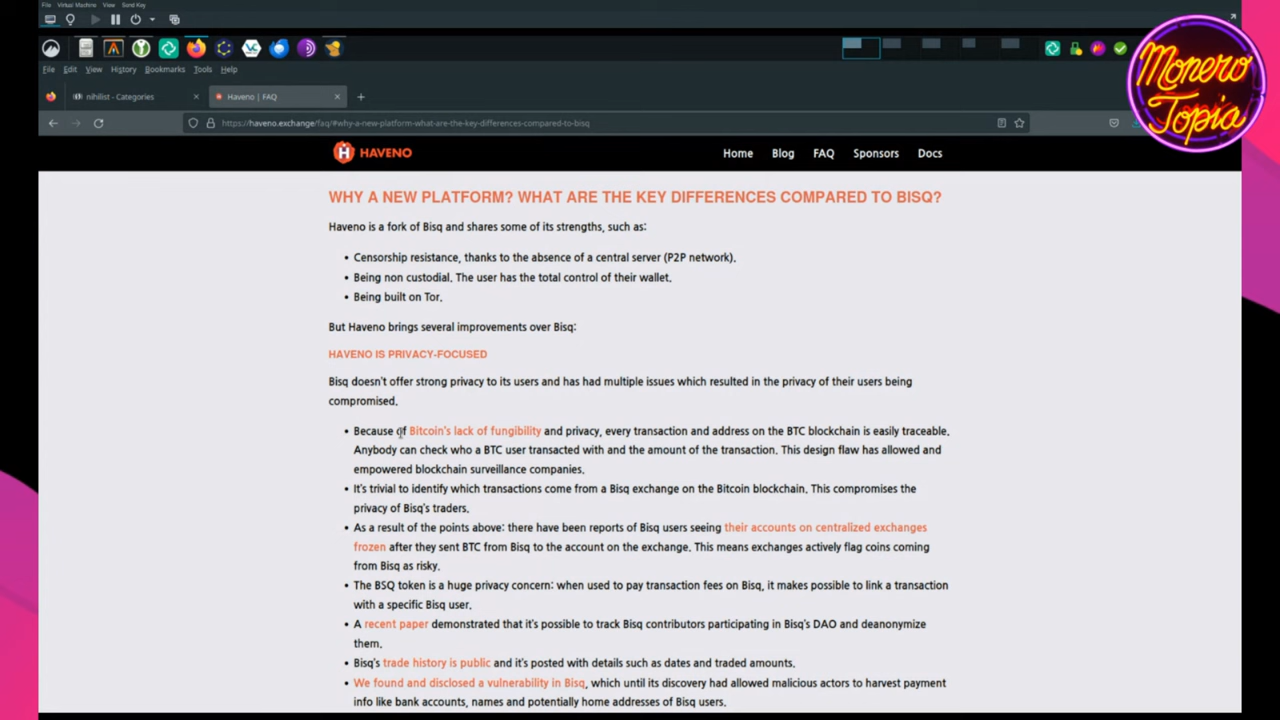 File Virtual Machine View Send Key
File Edit View History Bookmarks Tools Help
nihilist - Categories
Haveno | FAQ
https://haveno.exchange/faq/#why-a-new-platform-what-are-the-key-differences-compared-to-bisq
Monero
Topia
HAVENO
Home Blog FAQ Sponsors Docs
WHY A NEW PLATFORM? WHAT ARE THE KEY DIFFERENCES COMPARED TO BISQ?
Haveno is a fork of Bisq and shares some of its strengths, such as:
• Censorship resistance, thanks to the absence of a central server (P2P network).
• Being non custodial. The user has the total control of their wallet.
• Being built on Tor.
But Haveno brings several improvements over Bisq:
HAVENO IS PRIVACY-FOCUSED
Bisq doesn't offer strong privacy to its users and has had multiple issues which resulted in the privacy of their users being
compromised.
• Because of Bitcoin's lack of fungibility and privacy, every transaction and address on the BTC blockchain is easily traceable.
Anybody can check who a BTC user transacted with and the amount of the transaction. This design flaw has allowed and
empowered blockchain surveillance companies.
• It's trivial to identify which transactions come from a Bisq exchange on the Bitcoin blockchain. This compromises the
privacy of Bisq's traders.
• As a result of the points above: there have been reports of Bisq users seeing their accounts on centralized exchanges
frozen after they sent BTC from Bisq to the account on the exchange. This means exchanges actively flag coins coming
from Bisq as risky.
• The BSQ token is a huge privacy concern: when used to pay transaction fees on Bisq, it makes possible to link a transaction
with a specific Bisq user.
• A recent paper demonstrated that it's possible to track Bisq contributors participating in Bisq's DAO and deanonymize
them.
• Bisq's trade history is public and it's posted with details such as dates and traded amounts.
• We found and disclosed a vulnerability in Bisq, which until its discovery had allowed malicious actors to harvest payment
info like bank accounts, names and potentially home addresses of Bisq users.